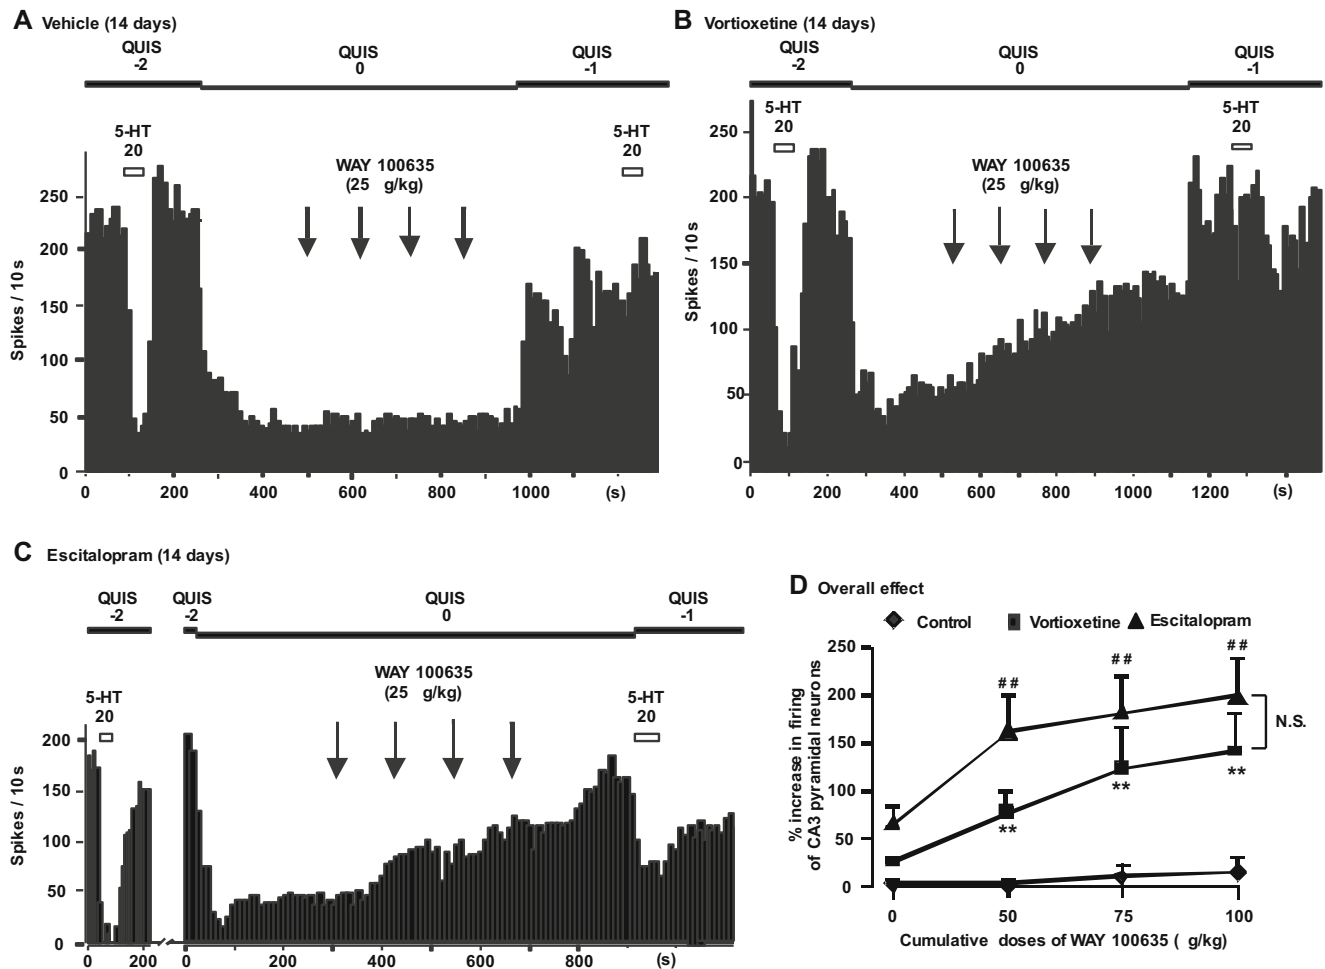 A Vehicle (14 days)
QUIS
-2
QUIS
0
QUIS
-1
5-HT
20
WAY 100635
(25 g/kg)
5-HT
20
Spikes / 10 s
250
200
150
100
50
0
0 200 400 600 800 1000 (s)
B Vortioxetine (14 days)
QUIS
-2
QUIS
0
QUIS
-1
5-HT
20
WAY 100635
(25 g/kg)
5-HT
20
Spikes / 10 s
250
200
150
100
50
0
0 200 400 600 800 1000 1200 (s)
C Escitalopram (14 days)
QUIS
-2
QUIS
-2
QUIS
0
QUIS
-1
5-HT
20
WAY 100635
(25 g/kg)
5-HT
20
Spikes / 10 s
200
150
100
50
0
0 200 0 200 400 600 800 (s)
D Overall effect
Control Vortioxetine Escitalopram
% increase in firing
of CA3 pyramidal neurons
250
200
150
100
50
0
##
##
##
N.S.
**
**
**
0 50 75 100
Cumulative doses of WAY 100635 ( g/kg)